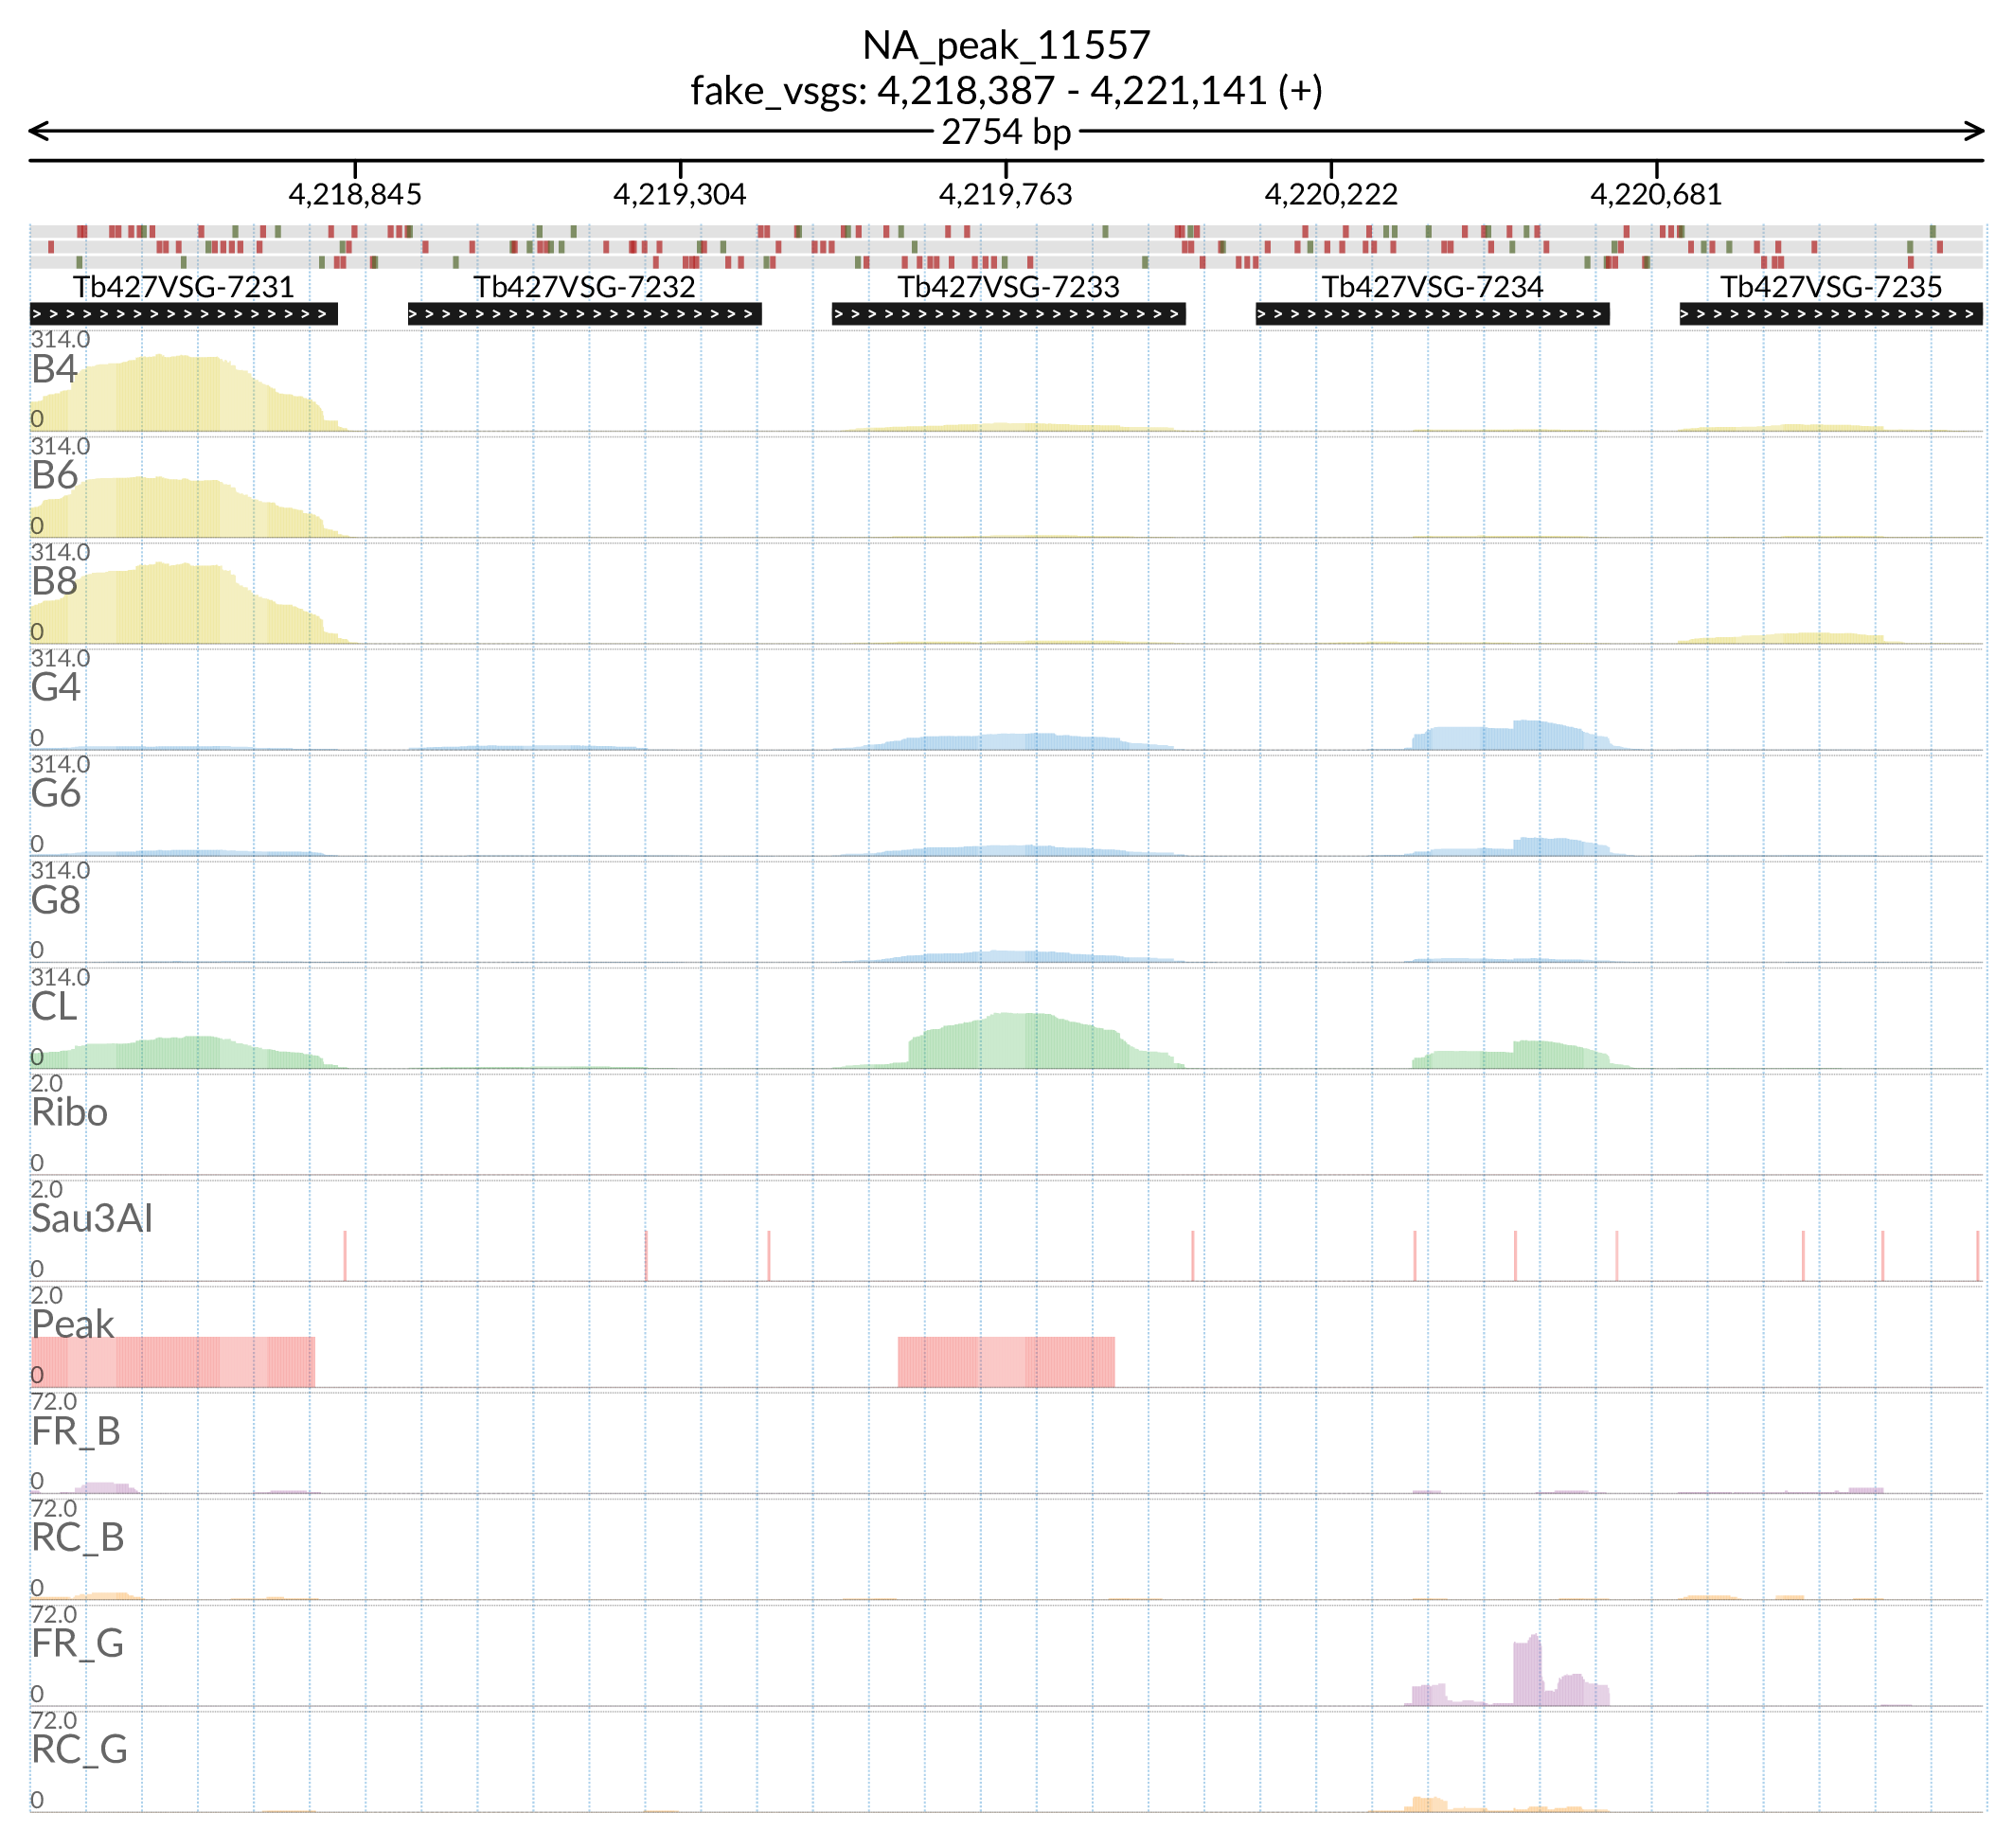 NA_peak_11557
fake_vsgs: 4,218,387 - 4,221,141 (+)
2754 bp
4,218,845 4,219,304 4,219,763 4,220,222 4,220,681
Tb427VSG-7231 Tb427VSG-7232 Tb427VSG-7233 Tb427VSG-7234 Tb427VSG-7235
314.0
B4
0
314.0
B6
0
314.0
B8
0
314.0
G4
0
314.0
G6
0
314.0
G8
0
314.0
CL
0
2.0
Ribo
0
2.0
Sau3AI
0
2.0
Peak
0
72.0
FR_B
0
72.0
RC_B
0
72.0
FR_G
0
72.0
RC_G
0